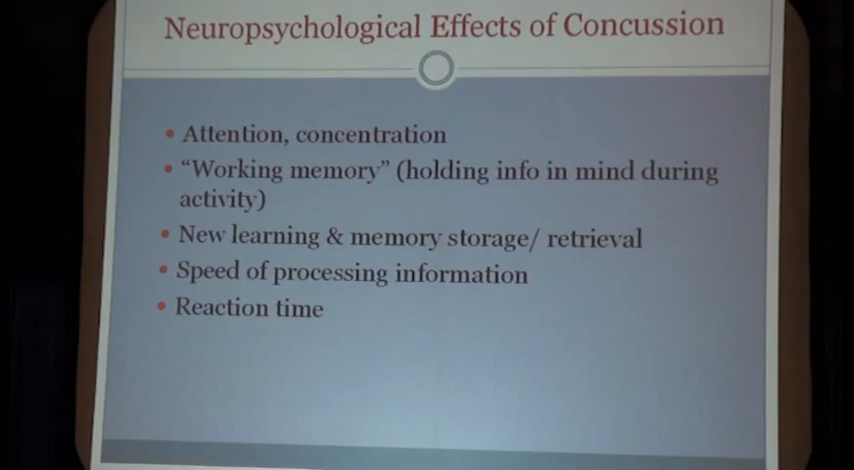 Neuropsychological Effects of Concussion
• Attention, concentration
• “Working memory” (holding info in mind during
activity)
• New learning & memory storage/ retrieval
• Speed of processing information
• Reaction time